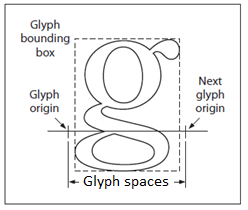 Glyph
bounding
box
Glyph
origin
Next
glyph
origin
g
Glyph spaces